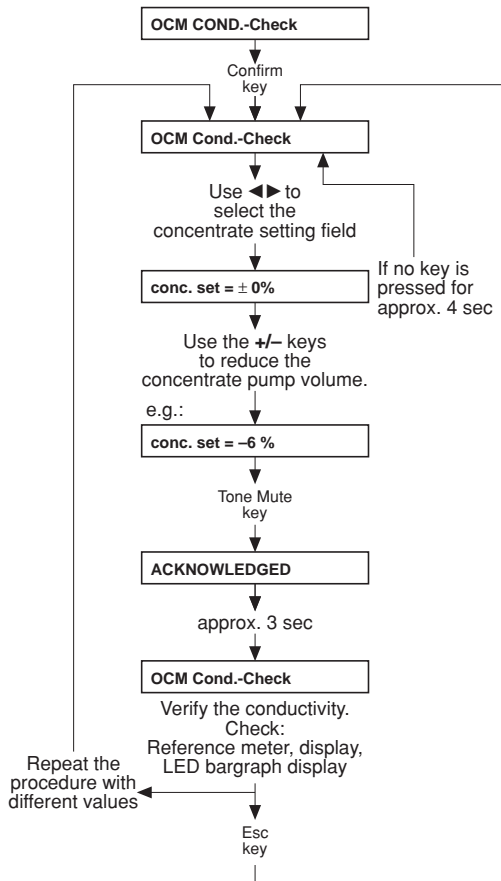 OCM COND.-Check
Confirm
key
OCM Cond.-Check
Use ◀▶ to
select the
concentrate setting field
If no key is
pressed for
approx. 4 sec
conc. set = ± 0%
Use the +/– keys
to reduce the
concentrate pump volume.
e.g.:
conc. set = –6 %
Tone Mute
key
ACKNOWLEDGED
approx. 3 sec
OCM Cond.-Check
Verify the conductivity.
Check:
Reference meter, display,
LED bargraph display
Repeat the
procedure with
different values
Esc
key